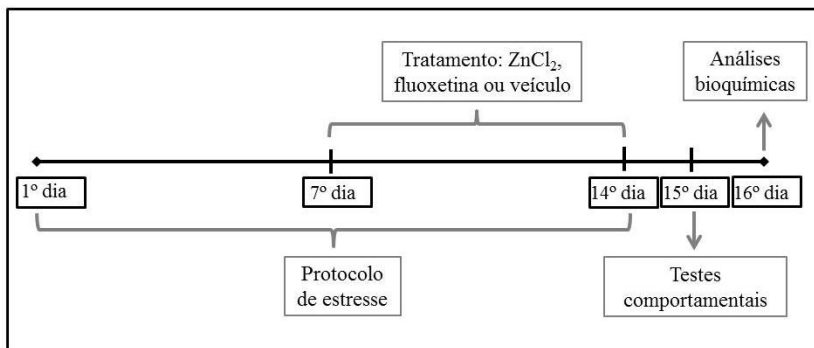 Tratamento: ZnCl₂,
fluoxetina ou veículo
Análises
bioquímicas
1º dia
7º dia
14º dia
15º dia
16º dia
Protocolo
de estresse
Testes
comportamentais